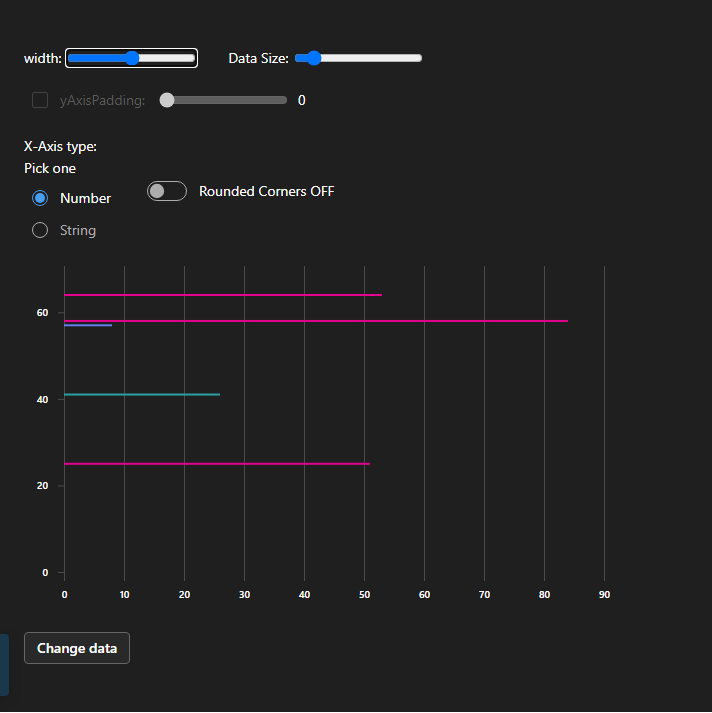 width: Data Size:
yAxisPadding: 0
X-Axis type:
Pick one
Number Rounded Corners OFF
String
60
40
20
0
0 10 20 30 40 50 60 70 80 90
Change data